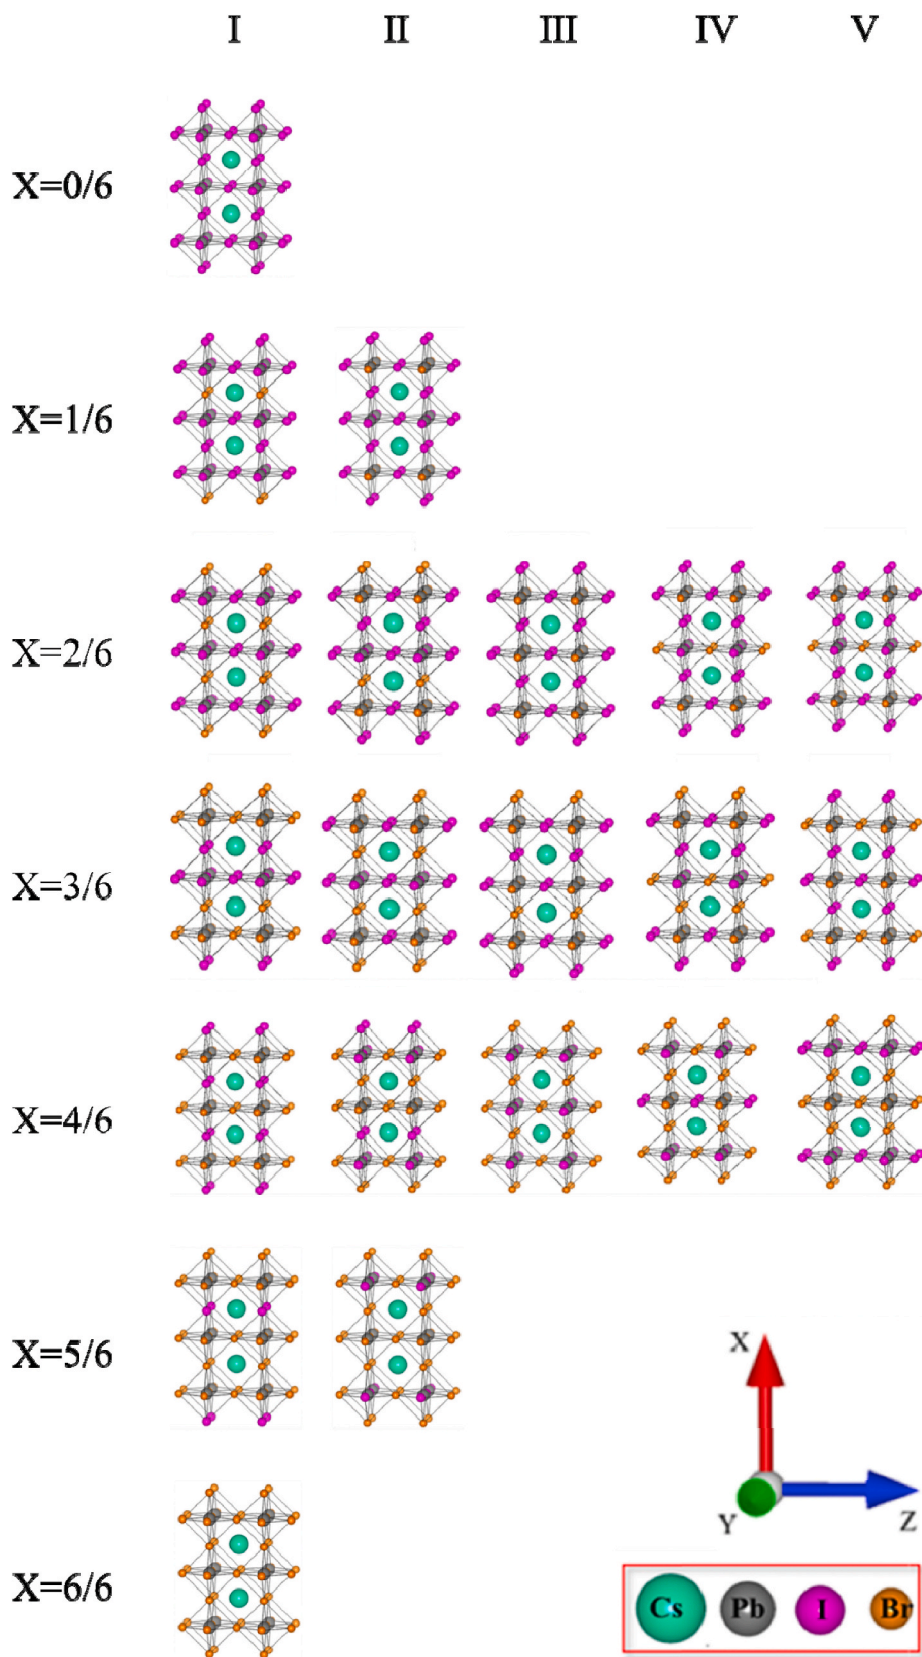 I II III IV V
X=0/6
X=1/6
X=2/6
X=3/6
X=4/6
X=5/6
X=6/6
X
Y Z
Cs Pb I Br